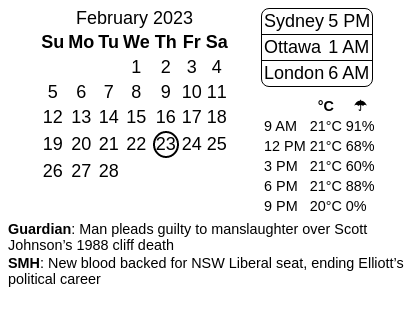 February 2023
Su Mo Tu We Th Fr Sa
1 2 3 4
5 6 7 8 9 10 11
12 13 14 15 16 17 18
19 20 21 22 23 24 25
26 27 28
Sydney 5 PM
Ottawa 1 AM
London 6 AM
°C ☂
9 AM 21°C 91%
12 PM 21°C 68%
3 PM 21°C 60%
6 PM 21°C 88%
9 PM 20°C 0%
Guardian: Man pleads guilty to manslaughter over Scott
Johnson’s 1988 cliff death
SMH: New blood backed for NSW Liberal seat, ending Elliott’s
political career